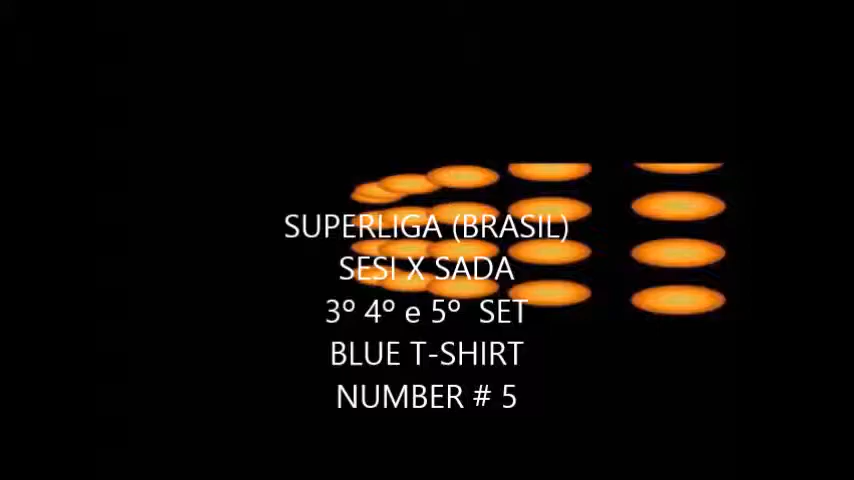 SUPERLIGA (BRASIL)
SESI X SADA
3º 4º e 5º  SET
BLUE T-SHIRT
NUMBER # 5